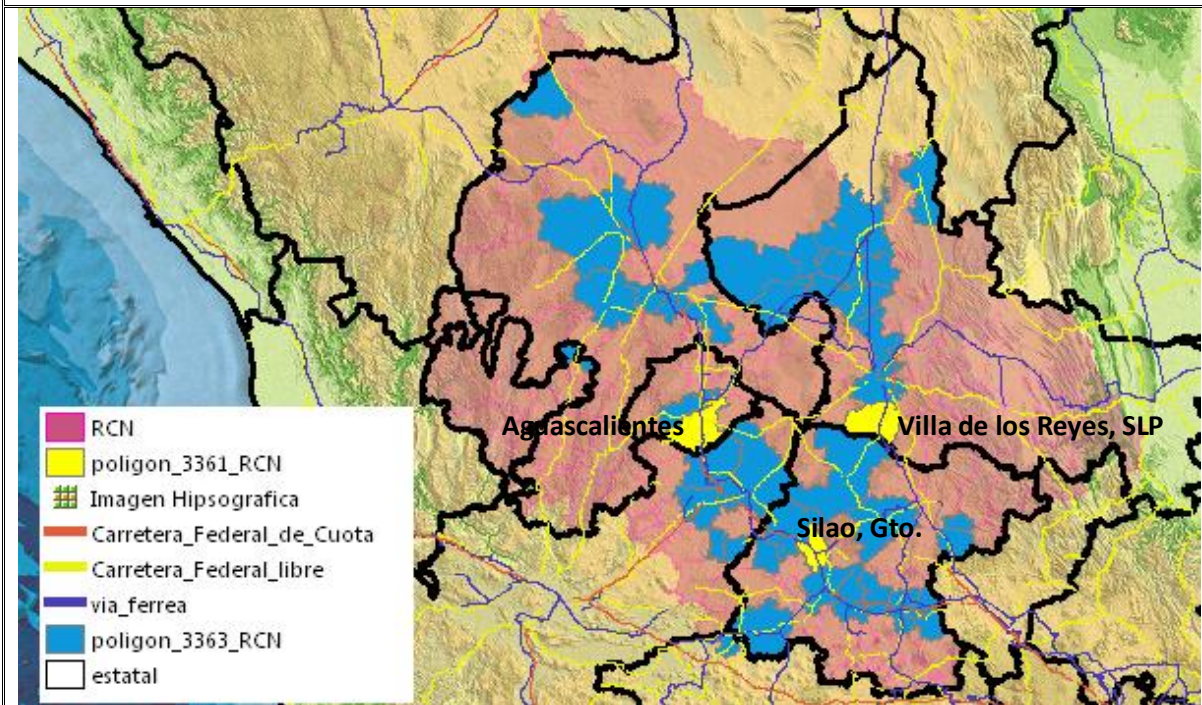 Aguascalientes
Villa de los Reyes, SLP
Silao, Gto.
RCN
poligon_3361_RCN
Imagen Hipsografica
Carretera_Federal_de_Cuota
Carretera_Federal_libre
via_ferrea
poligon_3363_RCN
estatal